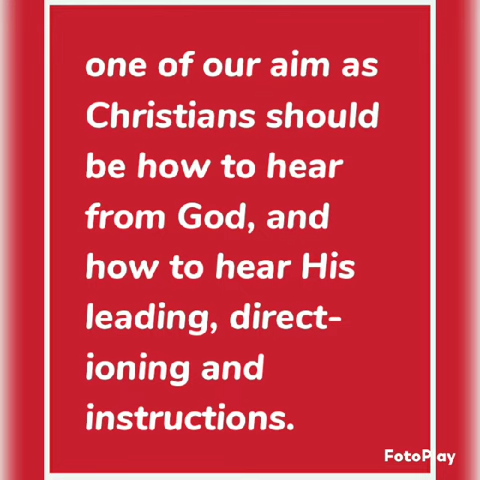 one of our aim as
Christians should
be how to hear
from God, and
how to hear His
leading, direct-
ioning and
instructions.
FotoPlay